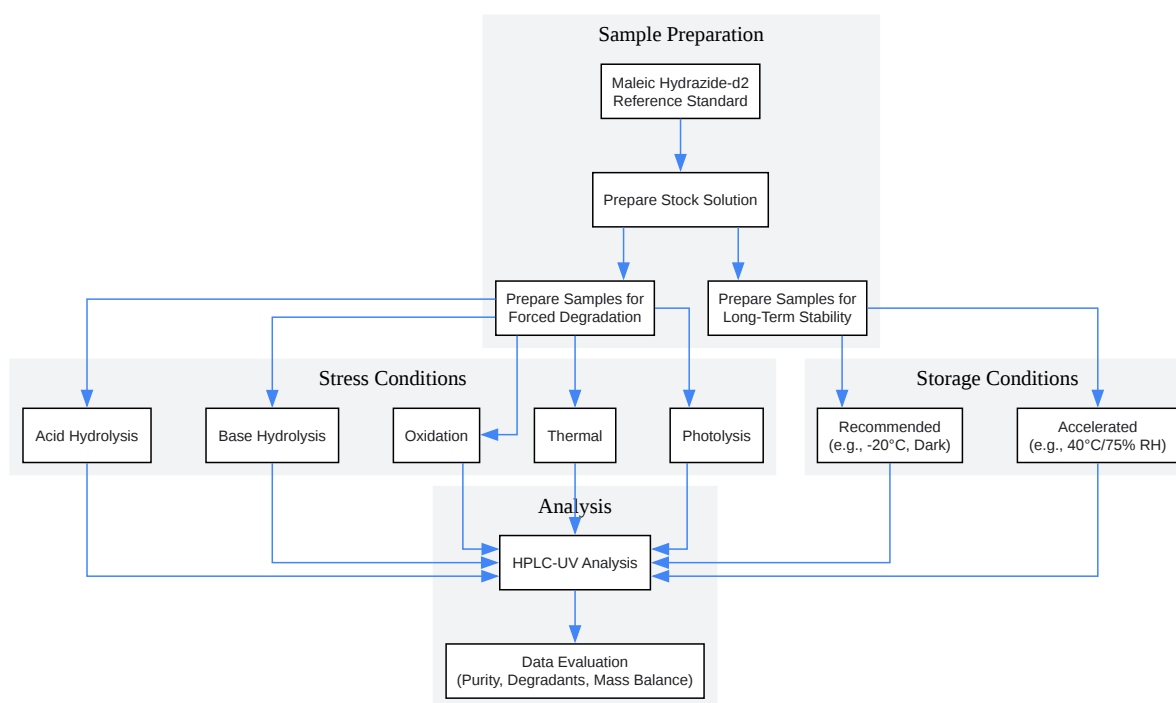 Sample Preparation
Maleic Hydrazide-d2
Reference Standard
Prepare Stock Solution
Prepare Samples for
Forced Degradation
Prepare Samples for
Long-Term Stability
Stress Conditions
Storage Conditions
Acid Hydrolysis
Base Hydrolysis
Oxidation
Thermal
Photolysis
Recommended
(e.g., -20°C, Dark)
Accelerated
(e.g., 40°C/75% RH)
Analysis
HPLC-UV Analysis
Data Evaluation
(Purity, Degradants, Mass Balance)